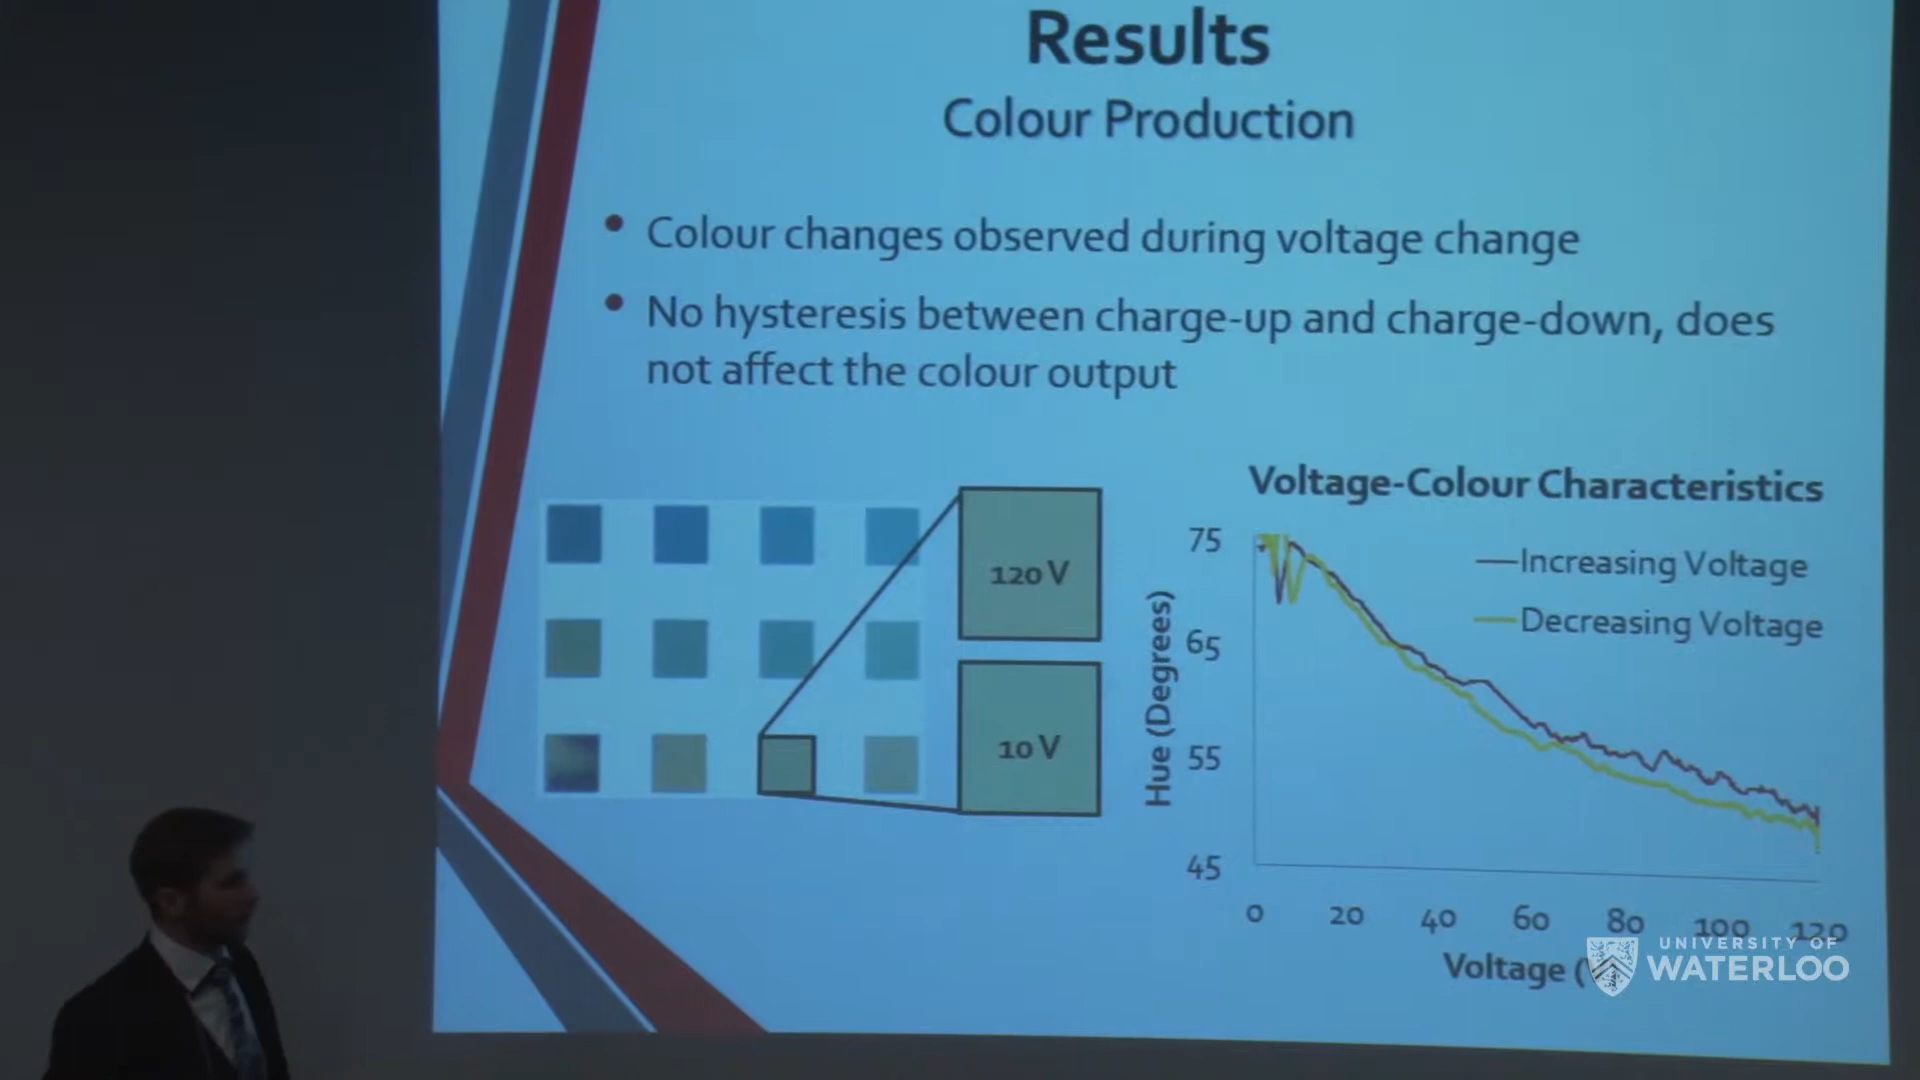 Results
Colour Production
• Colour changes observed during voltage change
• No hysteresis between charge-up and charge-down, does
not affect the colour output
120 V
10 V
Voltage-Colour Characteristics
Increasing Voltage
Decreasing Voltage
Hue (Degrees)
75
65
55
45
0 20 40 60 80 100 120
Voltage (
UNIVERSITY OF
WATERLOO